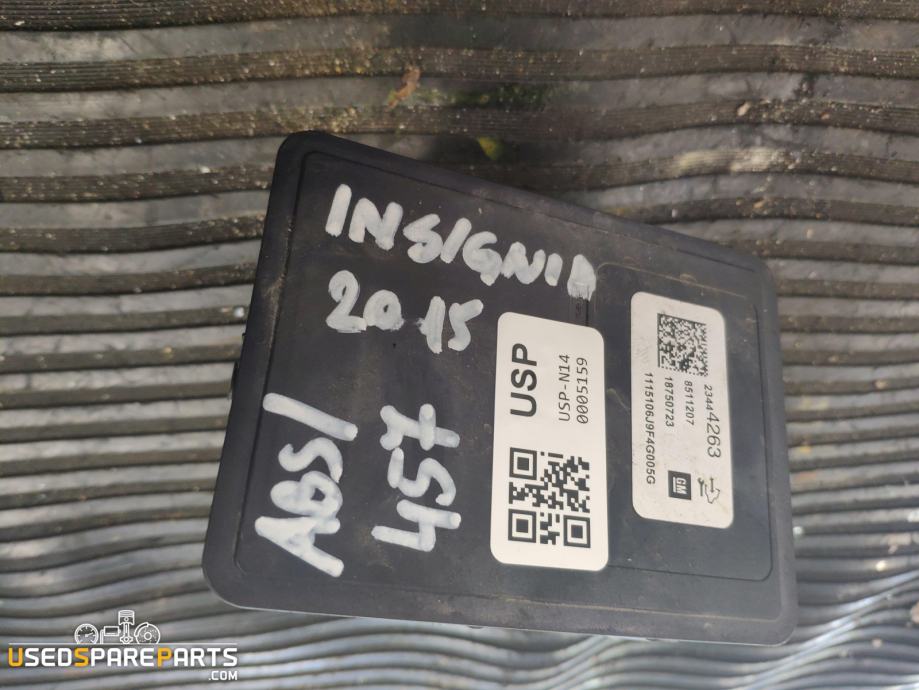 INSIGNIA
2015
ABS/
457
USP
USP-N14
0005159
23444263
8511207
18750723
1115106J9F4G005G
GM
USEDSPAREPARTS
.COM